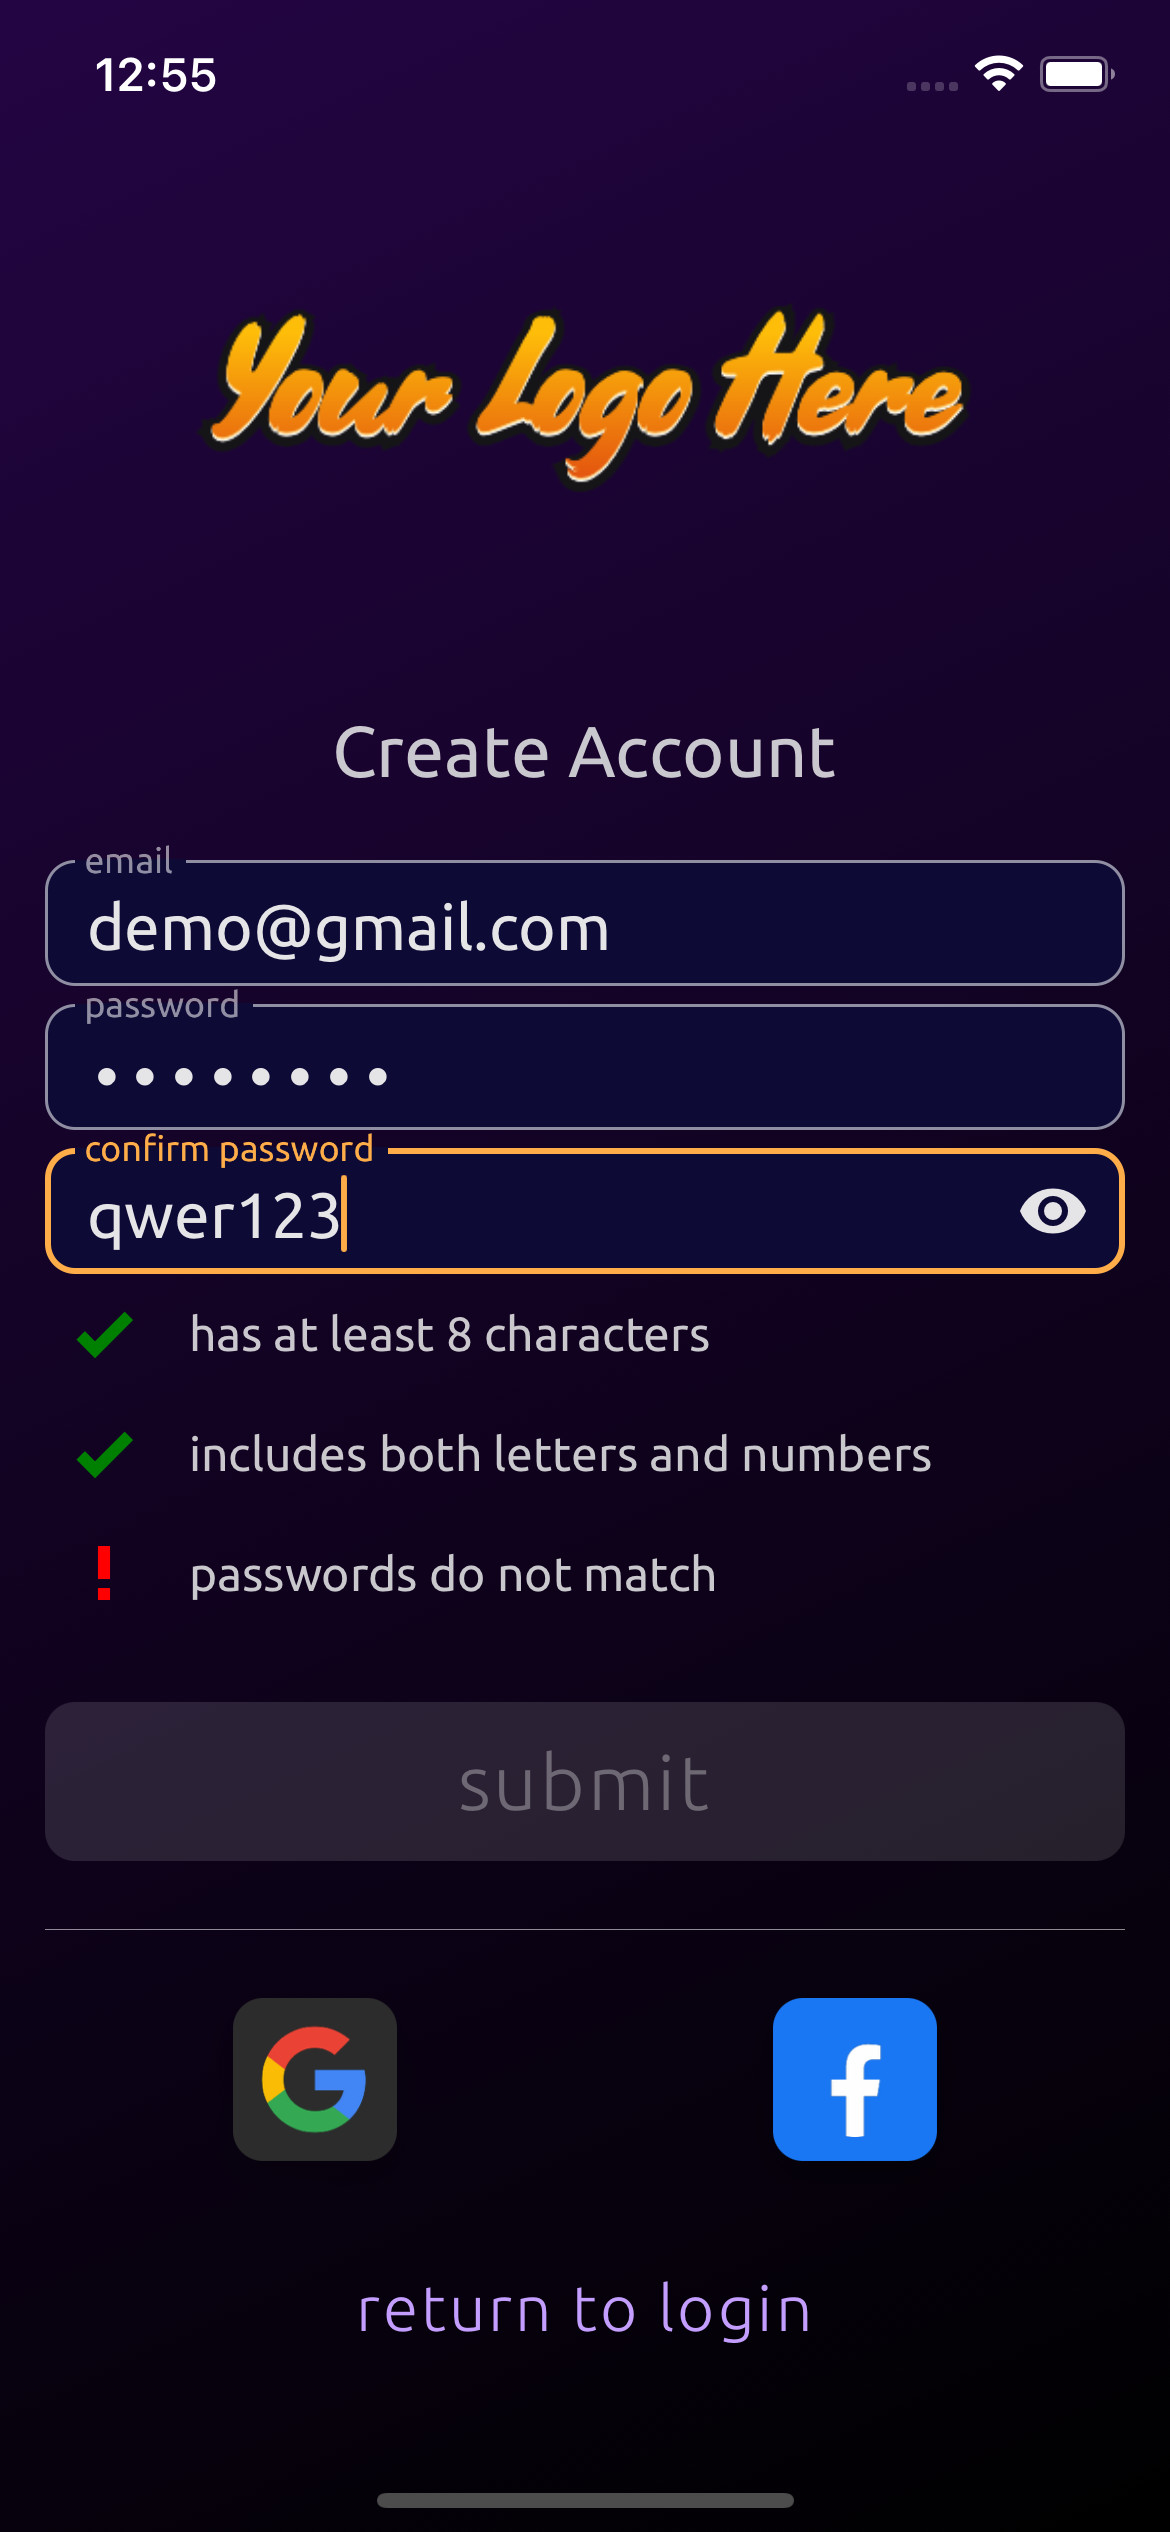 12:55
Your Logo Here
Create Account
email
demo@gmail.com
password
••••••••
confirm password
qwer123
has at least 8 characters
includes both letters and numbers
! passwords do not match
submit
G f
return to login